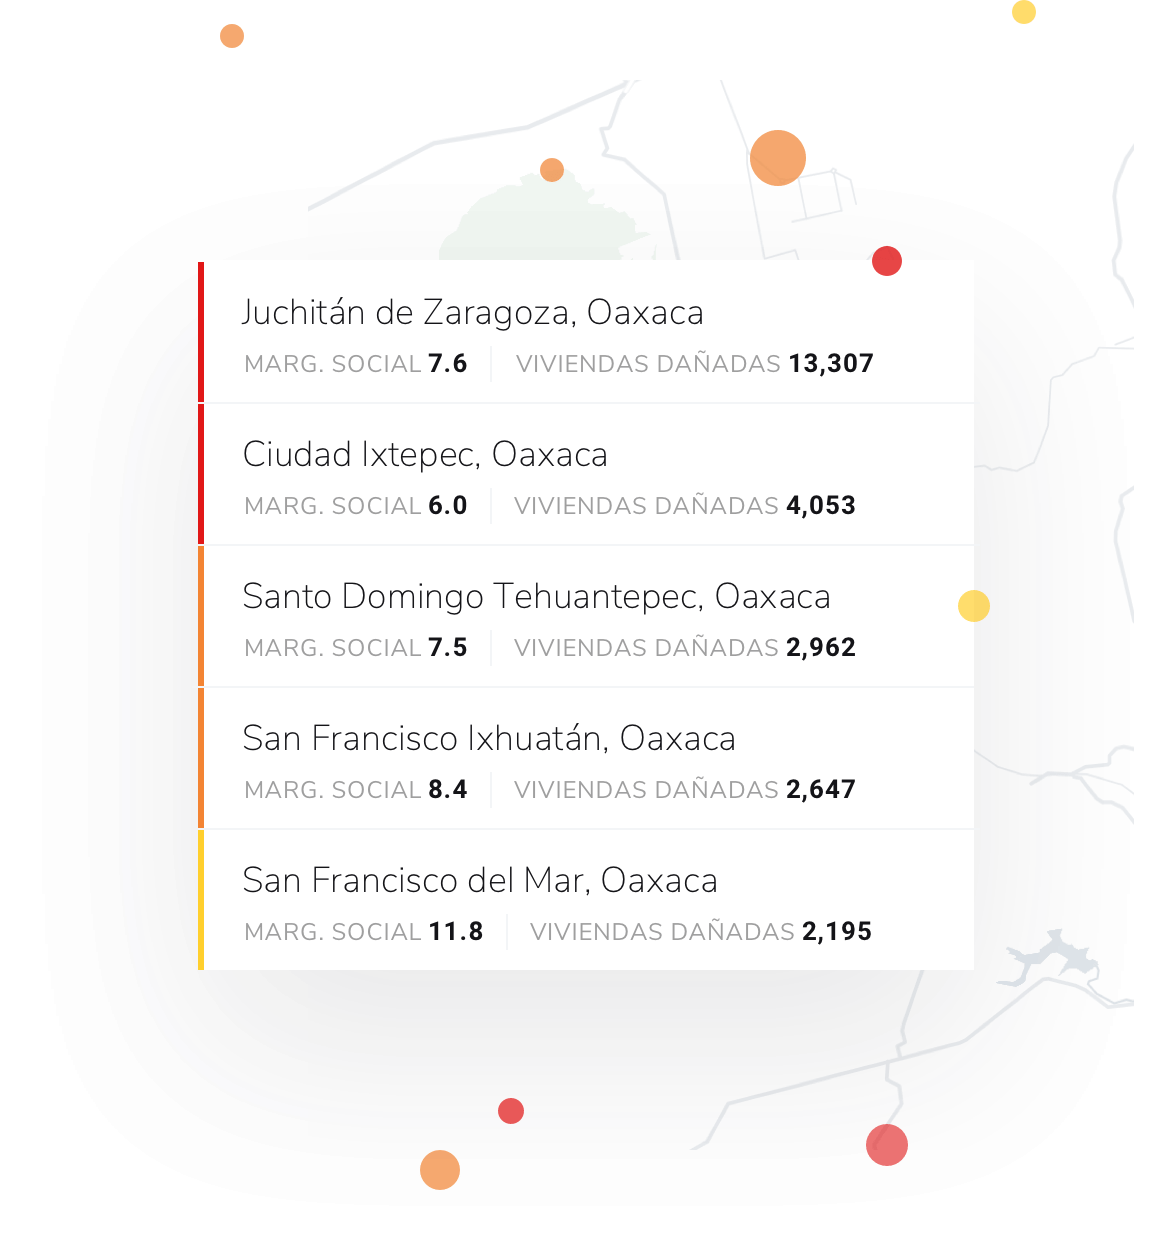 Juchitán de Zaragoza, Oaxaca
MARG. SOCIAL 7.6 VIVIENDAS DAÑADAS 13,307
Ciudad Ixtepec, Oaxaca
MARG. SOCIAL 6.0 VIVIENDAS DAÑADAS 4,053
Santo Domingo Tehuantepec, Oaxaca
MARG. SOCIAL 7.5 VIVIENDAS DAÑADAS 2,962
San Francisco Ixhuatán, Oaxaca
MARG. SOCIAL 8.4 VIVIENDAS DAÑADAS 2,647
San Francisco del Mar, Oaxaca
MARG. SOCIAL 11.8 VIVIENDAS DAÑADAS 2,195